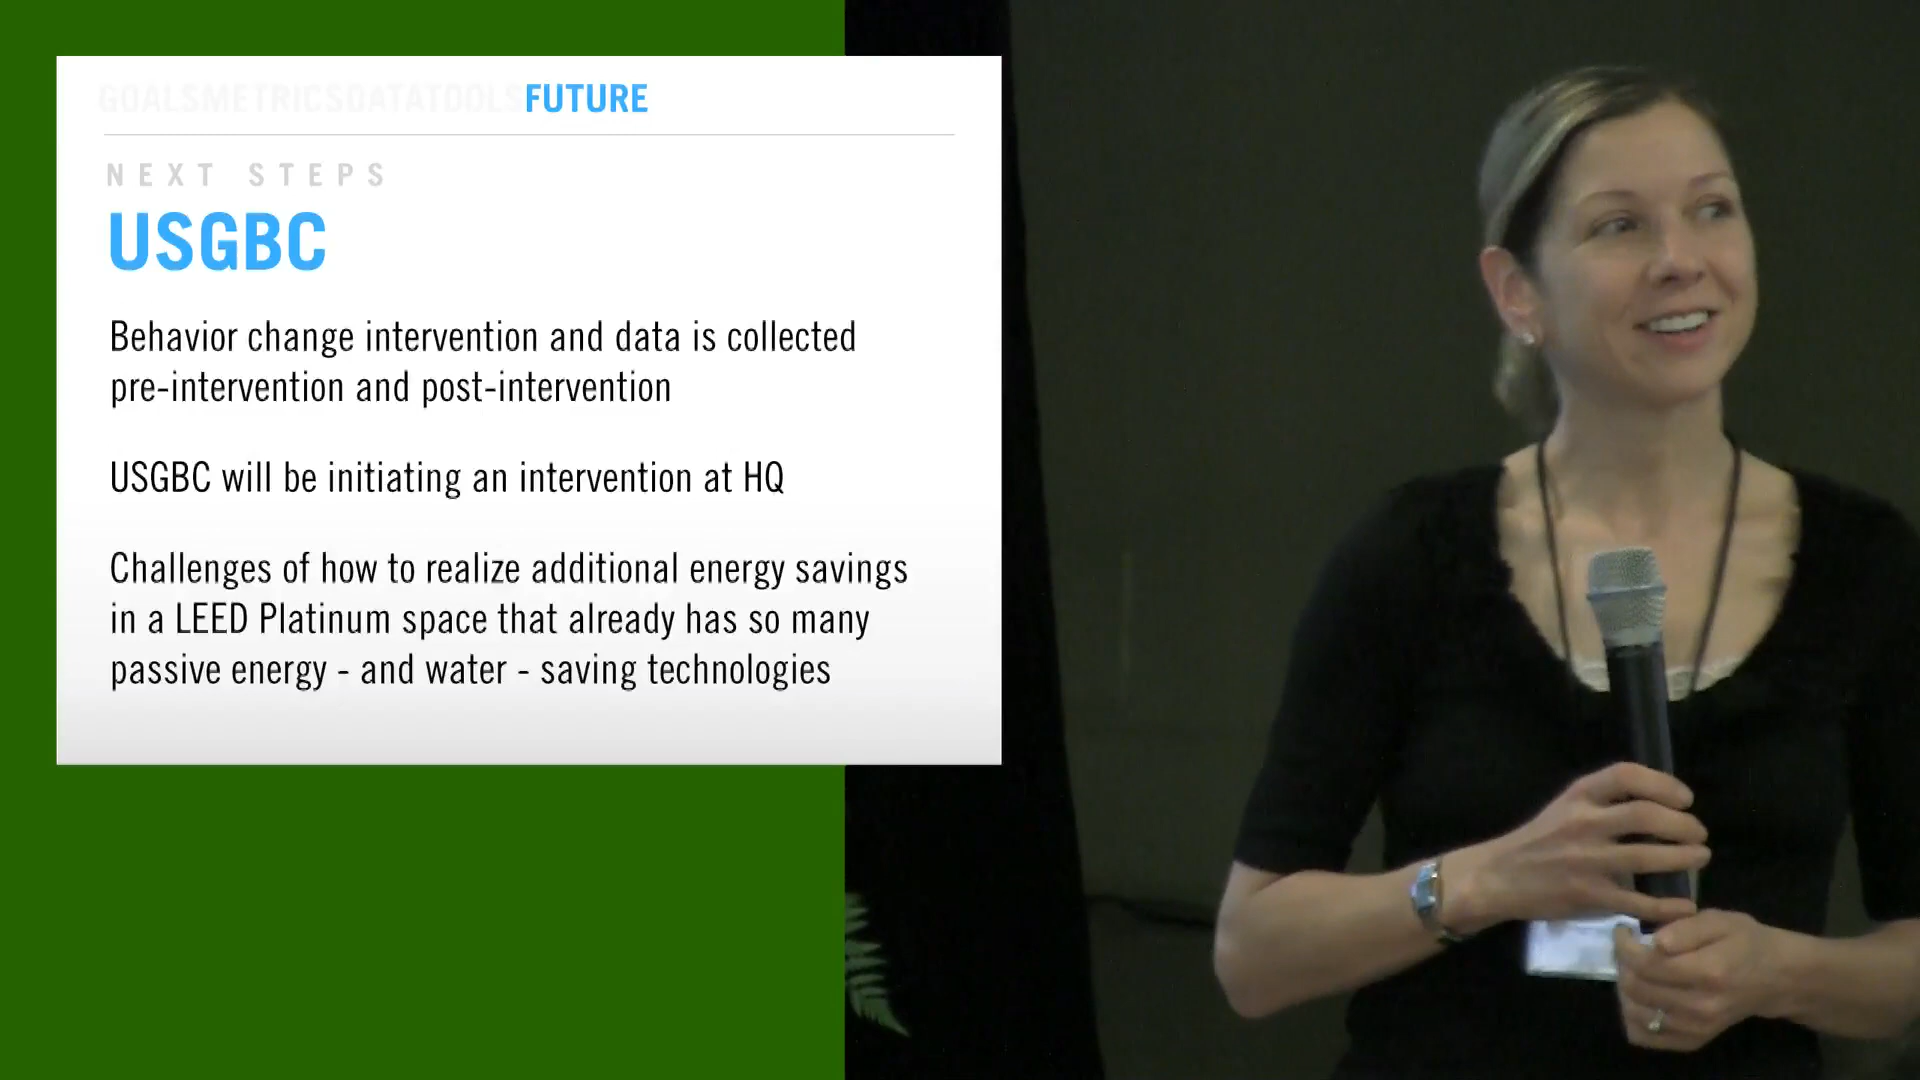 GOALSMETRICSDATATOOLSFUTURE
NEXT STEPS
USGBC
Behavior change intervention and data is collected
pre-intervention and post-intervention
USGBC will be initiating an intervention at HQ
Challenges of how to realize additional energy savings
in a LEED Platinum space that already has so many
passive energy - and water - saving technologies